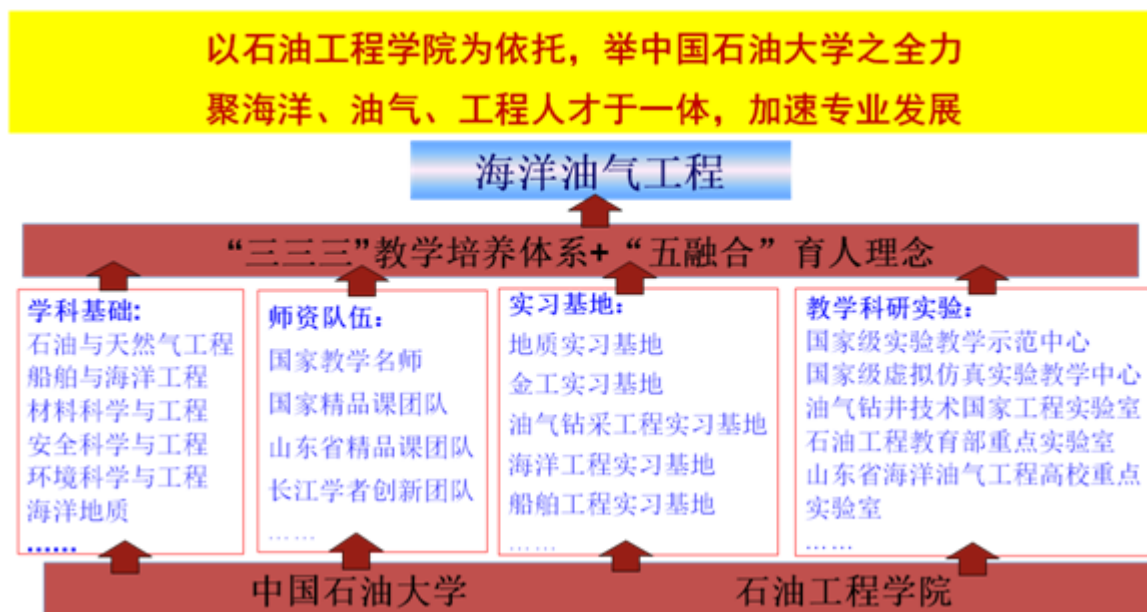 以石油工程学院为依托，举中国石油大学之全力
聚海洋、油气、工程人才于一体，加速专业发展
海洋油气工程
“三三三”教学培养体系+“五融合”育人理念
学科基础:
石油与天然气工程
船舶与海洋工程
材料科学与工程
安全科学与工程
环境科学与工程
海洋地质
……
师资队伍：
国家教学名师
国家精品课团队
山东省精品课团队
长江学者创新团队
……
实习基地：
地质实习基地
金工实习基地
油气钻采工程实习基地
海洋工程实习基地
船舶工程实习基地
……
教学科研实验：
国家级实验教学示范中心
国家级虚拟仿真实验教学中心
油气钻井技术国家工程实验室
石油工程教育部重点实验室
山东省海洋油气工程高校重点
实验室
……
中国石油大学 石油工程学院